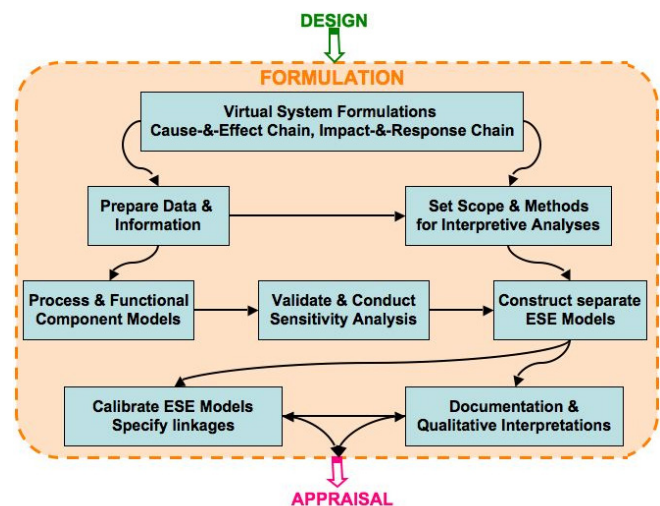 DESIGN
FORMULATION
Virtual System Formulations
Cause-&-Effect Chain, Impact-&-Response Chain
Prepare Data &
Information
Set Scope & Methods
for Interpretive Analyses
Process & Functional
Component Models
Validate & Conduct
Sensitivity Analysis
Construct separate
ESE Models
Calibrate ESE Models
Specify linkages
Documentation &
Qualitative Interpretations
APPRAISAL